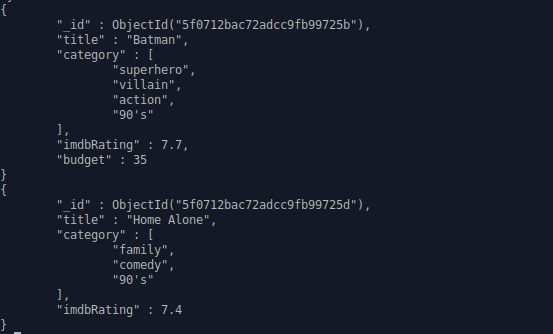 {
"_id" : ObjectId("5f0712bac72adcc9fb99725b"),
"title" : "Batman",
"category" : [
"superhero",
"villain",
"action",
"90's"
],
"imdbRating" : 7.7,
"budget" : 35
}
{
"_id" : ObjectId("5f0712bac72adcc9fb99725d"),
"title" : "Home Alone",
"category" : [
"family",
"comedy",
"90's"
],
"imdbRating" : 7.4
}